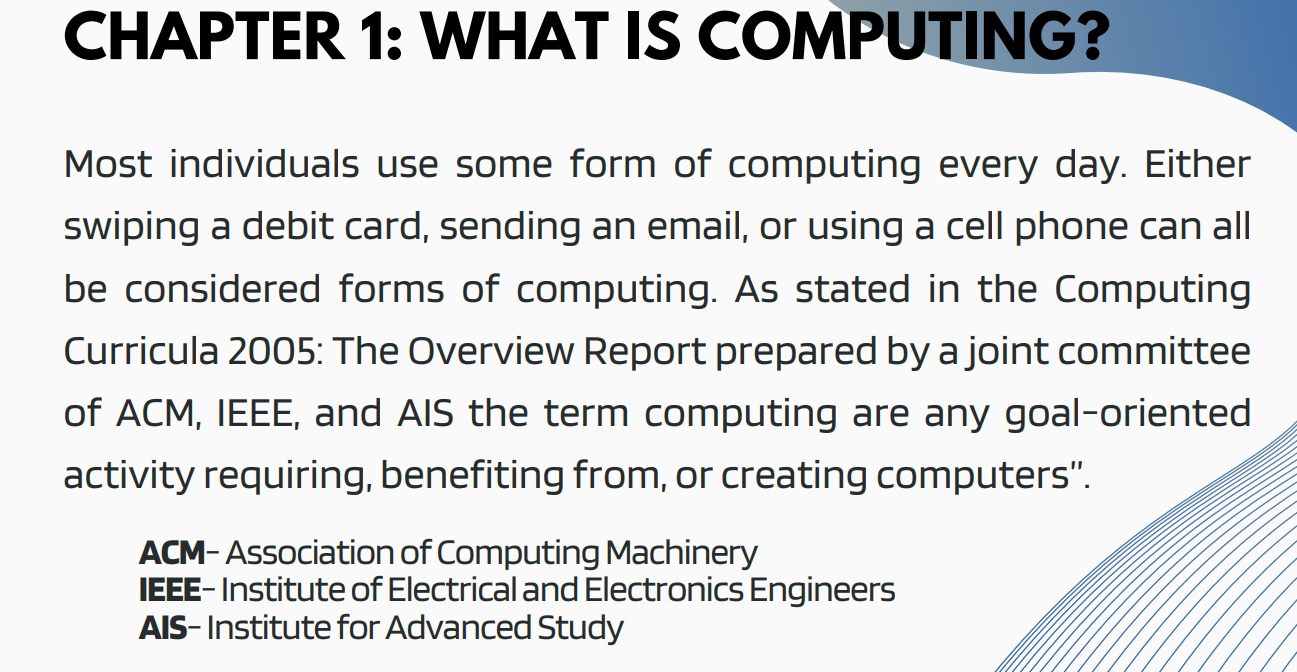 CHAPTER 1: WHAT IS COMPUTING?
Most individuals use some form of computing every day. Either
swiping a debit card, sending an email, or using a cell phone can all
be considered forms of computing. As stated in the Computing
Curricula 2005: The Overview Report prepared by a joint committee
of ACM, IEEE, and AIS the term computing are any goal-oriented
activity requiring, benefiting from, or creating computers”.
ACM- Association of Computing Machinery
IEEE- Institute of Electrical and Electronics Engineers
AIS- Institute for Advanced Study